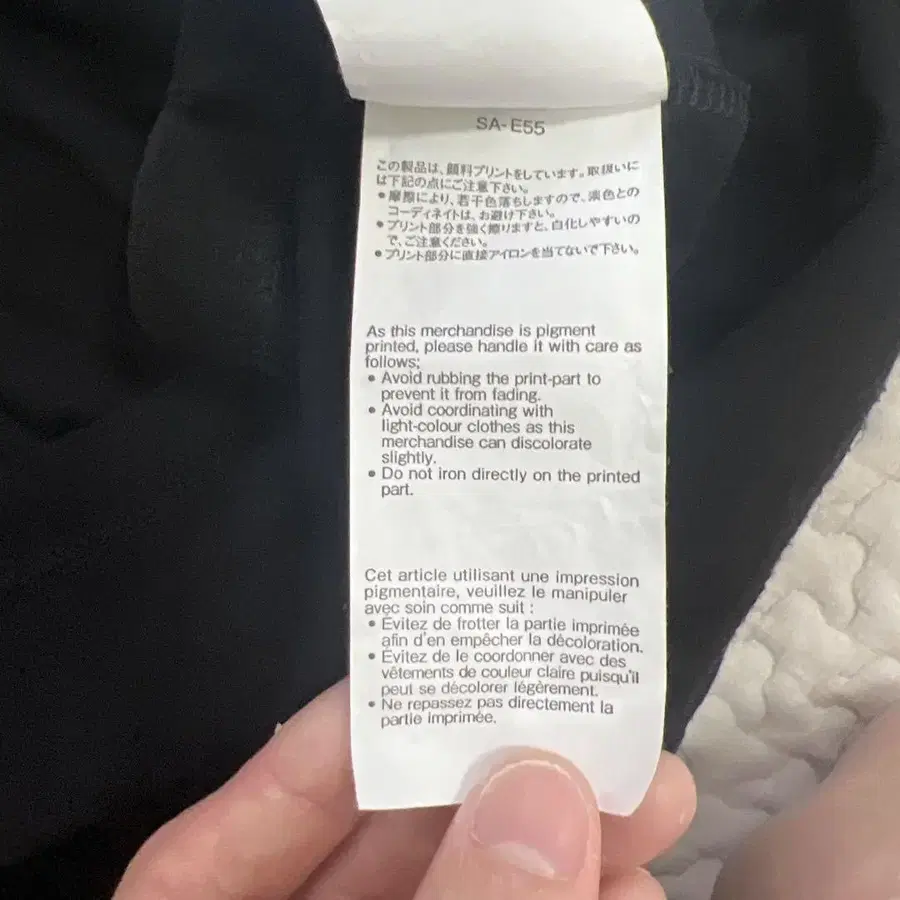 SA-E55
この製品は、顔料プリントをしています。取扱いに
は下記の点にご注意下さい。
●摩擦により、若干色落ちしますので、淡色との
コーディネイトは、お避け下さい。
●プリント部分を強く擦りますと、白化しやすいの
で、ご注意ください。
●プリント部分に直接アイロンを当てないで下さい。
As this merchandise is pigment
printed, please handle it with care as
follows;
● Avoid rubbing the print-part to
prevent it from fading.
● Avoid coordinating with
light-colour clothes as this
merchandise can discolorate
slightly.
● Do not iron directly on the printed
part.
Cet article utilisant une impression
pigmentaire, veuillez le manipuler
avec soin comme suit :
● Évitez de frotter la partie imprimée
afin d'en empêcher la décoloration.
● Évitez de le coordonner avec des
vêtements de couleur claire puisqu'il
peut se décolorer légèrement.
● Ne repassez pas directement la
partie imprimée.